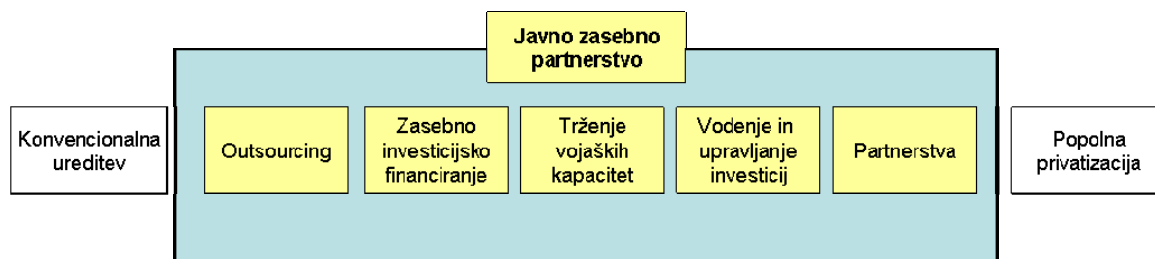 Javno zasebno
partnerstvo
Konvencionalna
ureditev
Outsourcing
Zasebno
investicijsko
financiranje
Trženje
vojaških
kapacitet
Vodenje in
upravljanje
investicij
Partnerstva
Popolna
privatizacija